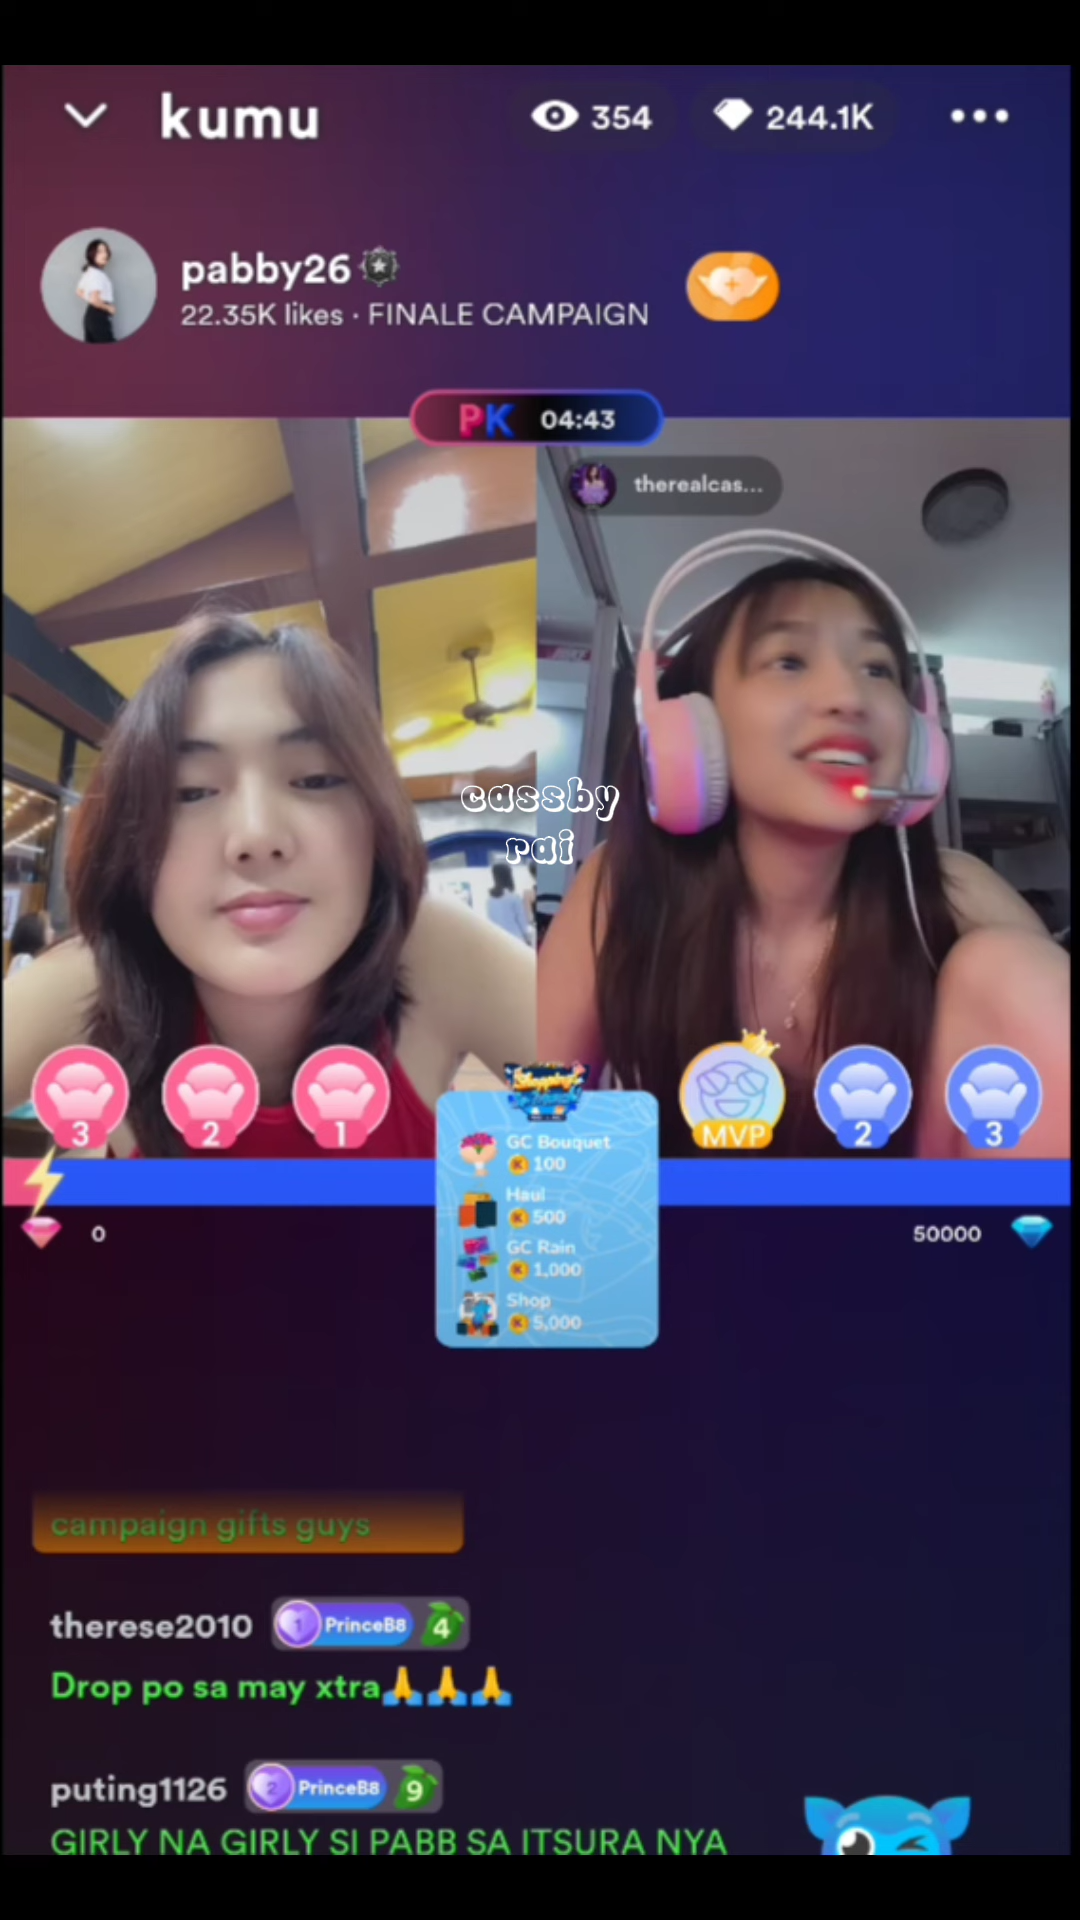 kumu
354
244.1K
pabby26
22.35K likes · FINALE CAMPAIGN
PK 04:43
therealcas...
cassby
rai
3
2
1
MVP
2
3
Shopping
GC Bouquet
K 100
Haul
K 500
GC Rain
K 1,000
Shop
K 5,000
0
50000
campaign gifts guys
therese2010 1 PrinceB8 4
Drop po sa may xtra🙏🙏🙏
puting1126 2 PrinceB8 9
GIRLY NA GIRLY SI PABB SA ITSURA NYA